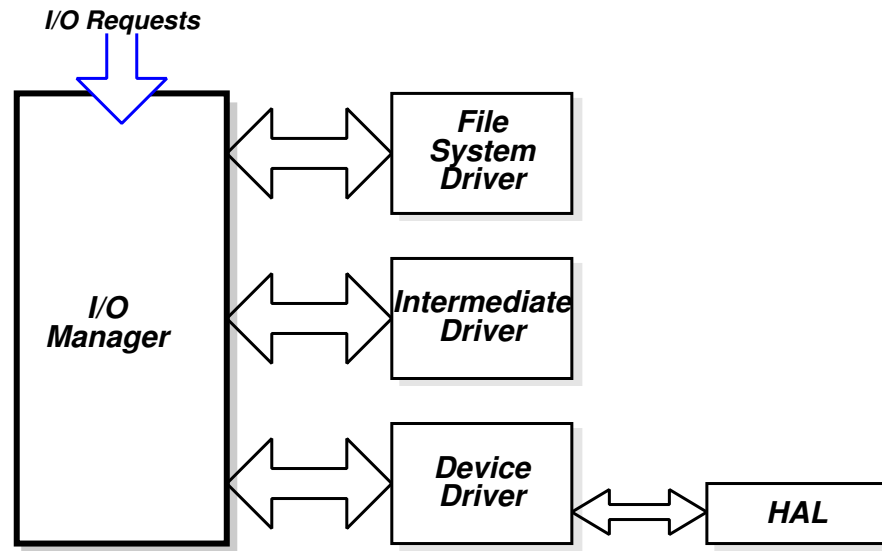 I/O Requests
File
System
Driver
I/O
Manager
Intermediate
Driver
Device
Driver
HAL